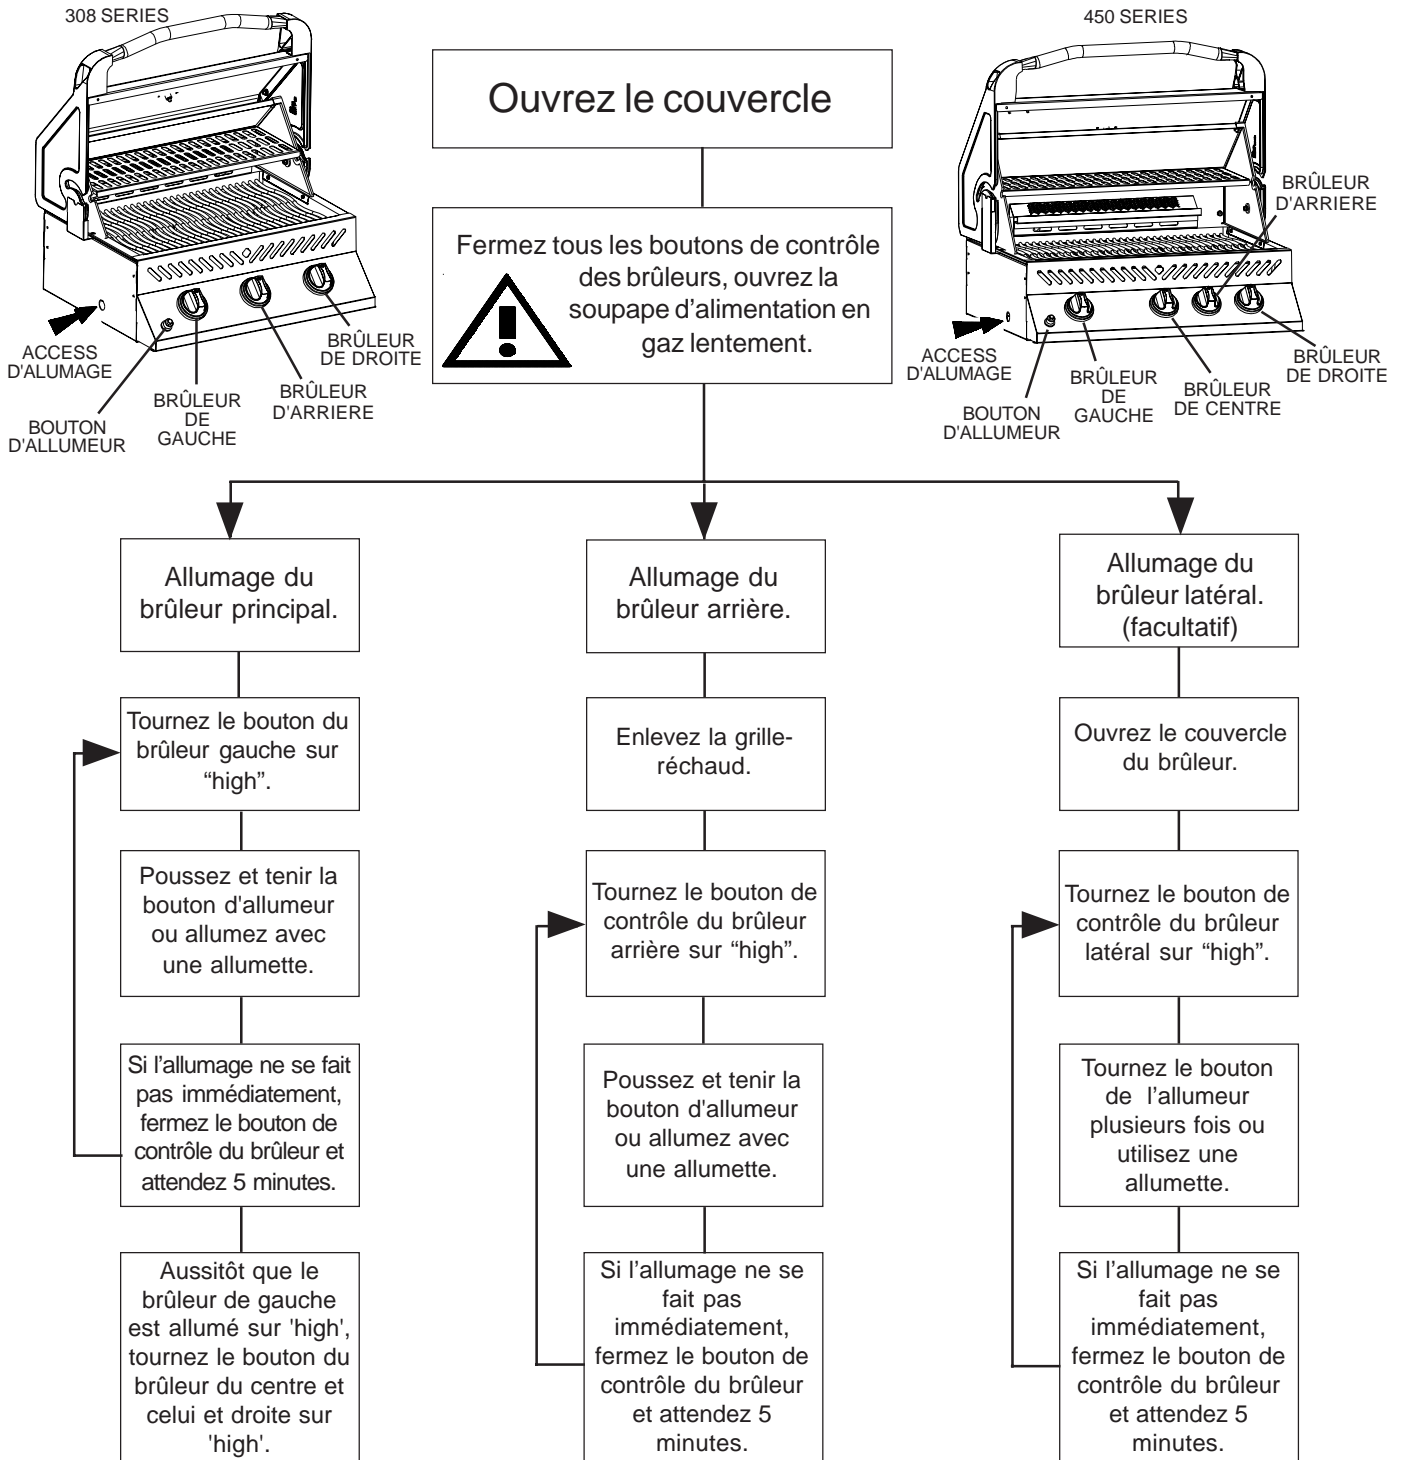 308 SERIES
450 SERIES
Ouvrez le couvercle
Fermez tous les boutons de contrôle
des brûleurs, ouvrez la
soupape d’alimentation en
gaz lentement.
ACCESS
D'ALUMAGE
BOUTON
D'ALLUMEUR
BRÛLEUR
DE
GAUCHE
BRÛLEUR
D'ARRIERE
BRÛLEUR
DE DROITE
BRÛLEUR
D'ARRIERE
ACCESS
D'ALUMAGE
BOUTON
D'ALLUMEUR
BRÛLEUR
DE
GAUCHE
BRÛLEUR
DE CENTRE
BRÛLEUR
DE DROITE
Allumage du
brûleur principal.
Tournez le bouton du
brûleur gauche sur
“high”.
Poussez et tenir la
bouton d'allumeur
ou allumez avec
une allumette.
Si l’allumage ne se fait
pas immédiatement,
fermez le bouton de
contrôle du brûleur et
attendez 5 minutes.
Aussitôt que le
brûleur de gauche
est allumé sur 'high',
tournez le bouton du
brûleur du centre et
celui et droite sur
'high'.
Allumage du
brûleur arrière.
Enlevez la grille-
réchaud.
Tournez le bouton de
contrôle du brûleur
arrière sur “high”.
Poussez et tenir la
bouton d'allumeur
ou allumez avec
une allumette.
Si l’allumage ne se
fait pas
immédiatement,
fermez le bouton de
contrôle du brûleur
et attendez 5
minutes.
Allumage du
brûleur latéral.
(facultatif)
Ouvrez le couvercle
du brûleur.
Tournez le bouton de
contrôle du brûleur
latéral sur “high”.
Tournez le bouton
de l’allumeur
plusieurs fois ou
utilisez une
allumette.
Si l’allumage ne se
fait pas
immédiatement,
fermez le bouton de
contrôle du brûleur
et attendez 5
minutes.